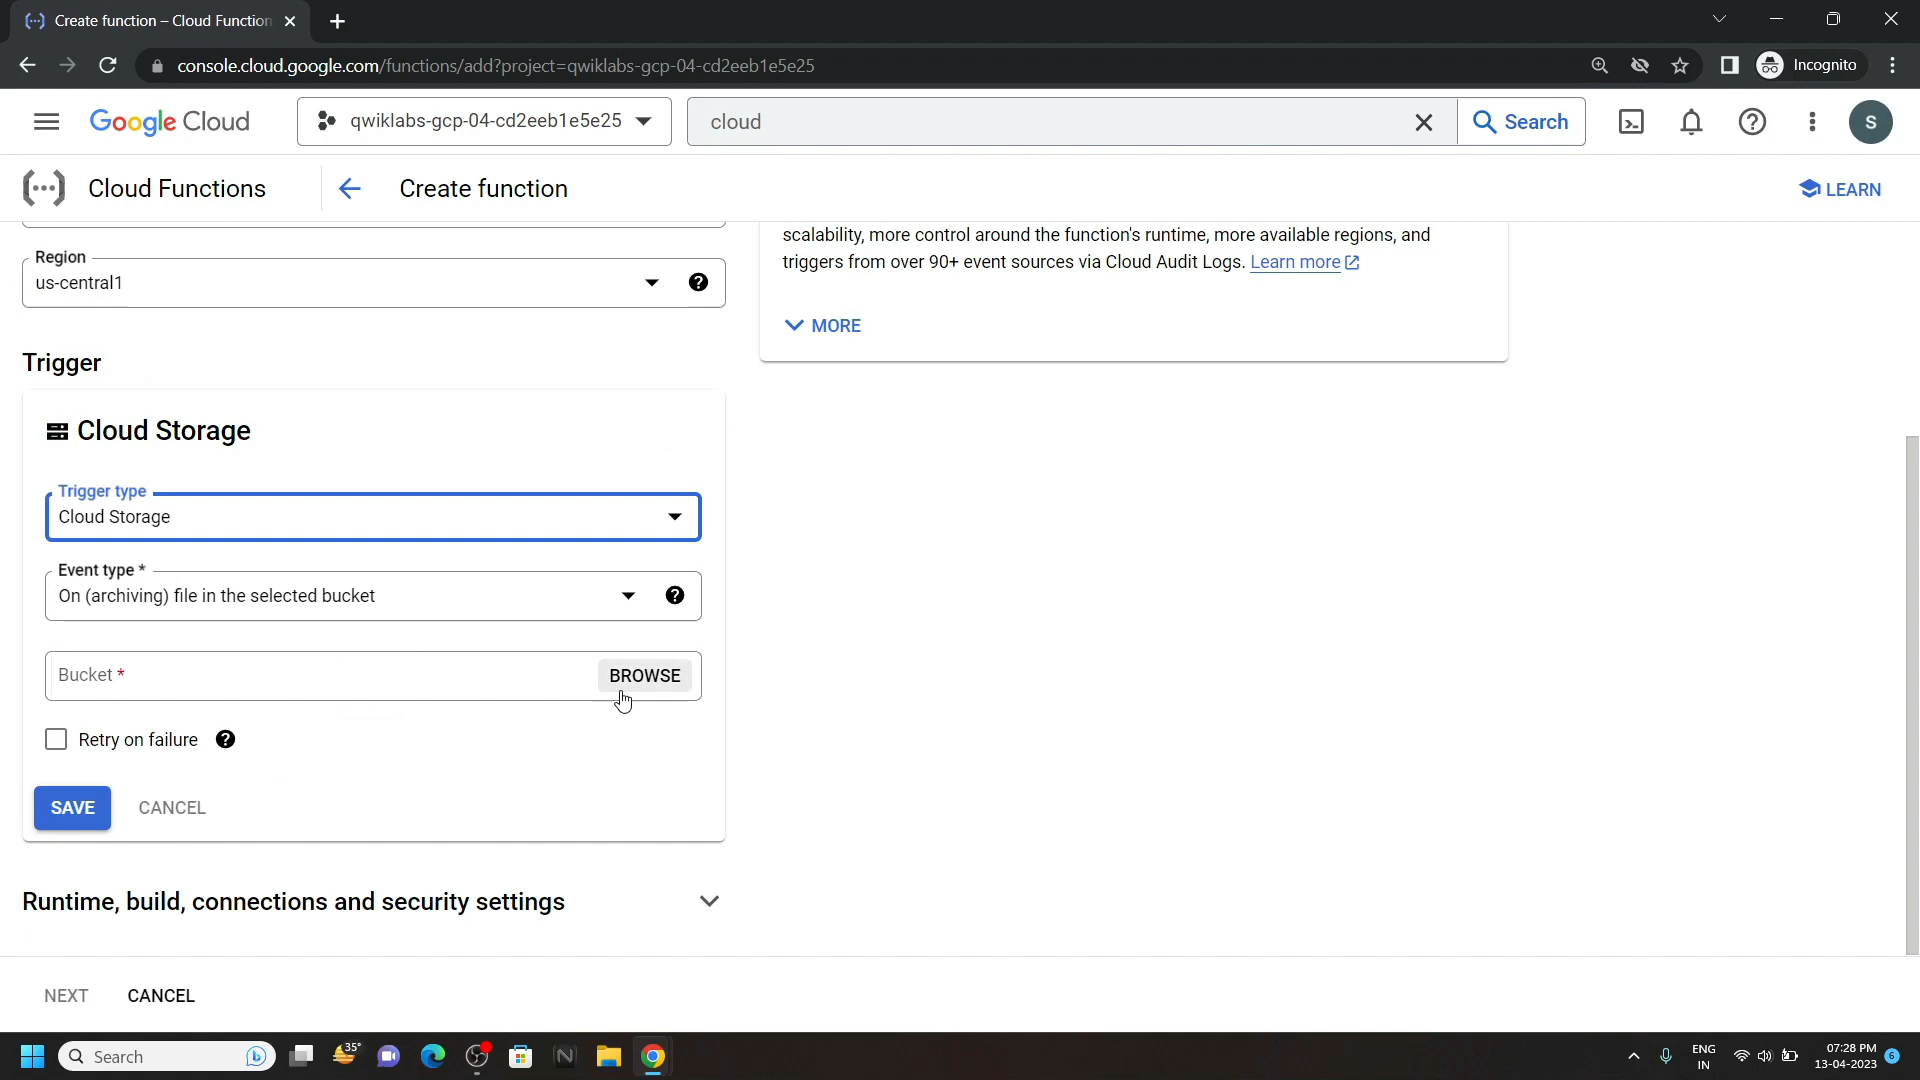 Create function – Cloud Function
console.cloud.google.com/functions/add?project=qwiklabs-gcp-04-cd2eeb1e5e25
Incognito
Google Cloud
qwiklabs-gcp-04-cd2eeb1e5e25
cloud
Search
S
Cloud Functions
Create function
LEARN
scalability, more control around the function's runtime, more available regions, and
triggers from over 90+ event sources via Cloud Audit Logs. Learn more
MORE
Region
us-central1
Trigger
Cloud Storage
Trigger type
Cloud Storage
Event type *
On (archiving) file in the selected bucket
Bucket *
BROWSE
Retry on failure
SAVE
CANCEL
Runtime, build, connections and security settings
NEXT
CANCEL
Search
35°
ENG
IN
07:28 PM
13-04-2023
6